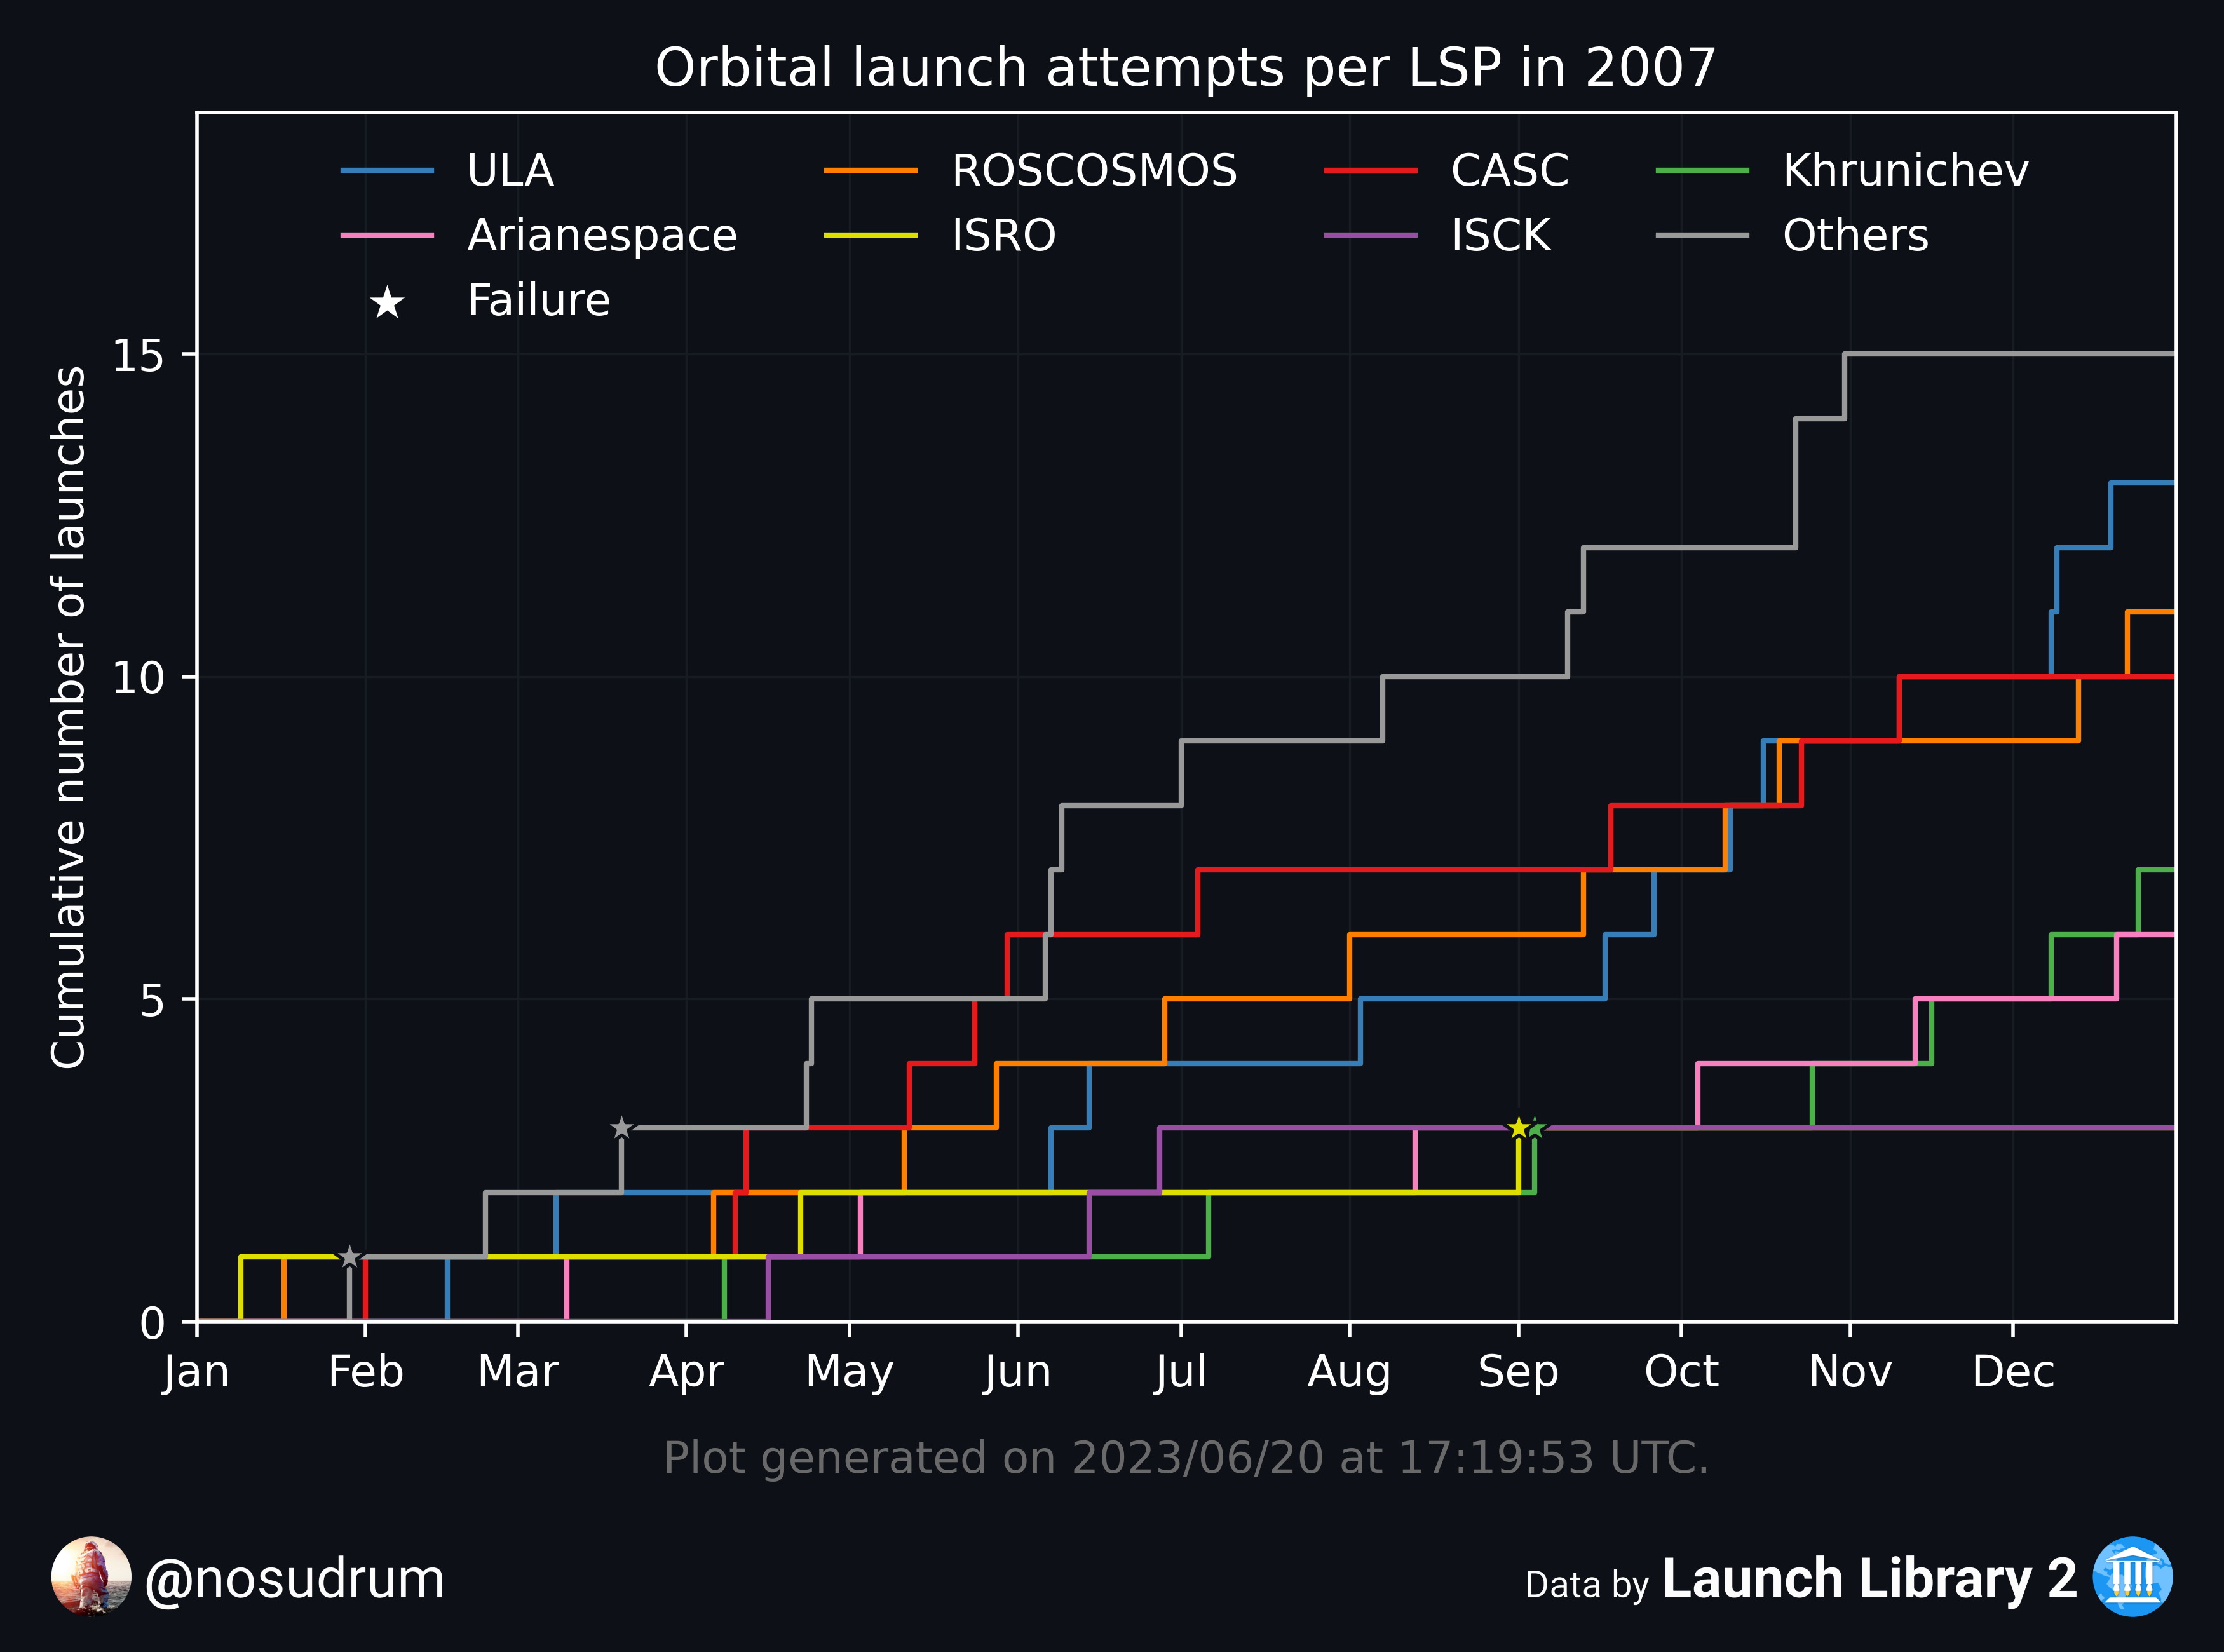 Orbital launch attempts per LSP in 2007
ULA ROSCOSMOS CASC Khrunichev
Arianespace ISRO ISCK Others
Failure
Cumulative number of launches
15
10
5
0
Jan Feb Mar Apr May Jun Jul Aug Sep Oct Nov Dec
Plot generated on 2023/06/20 at 17:19:53 UTC.
@nosudrum
Data by Launch Library 2